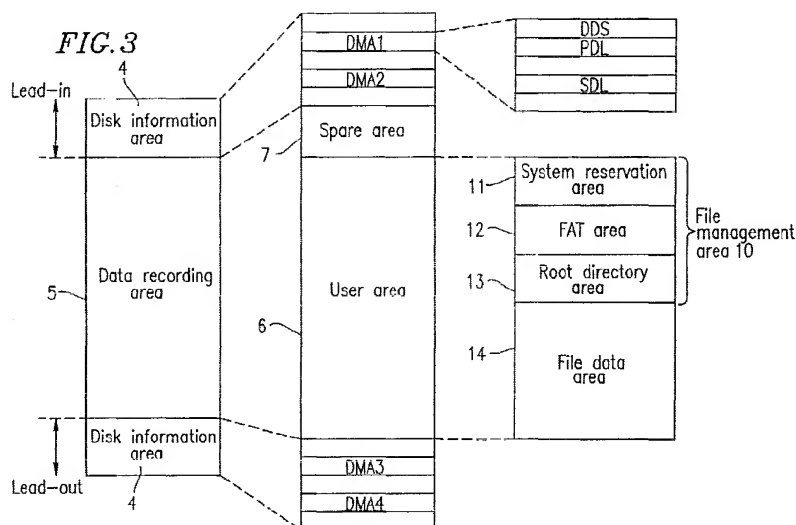 FIG.3
Lead-in
4
Disk information
area
5
Data recording
area
Disk information
area
4
Lead-out
DMA1
DMA2
7
Spare area
6
User area
DMA3
DMA4
DDS
PDL
SDL
11
System reservation
area
12
FAT area
13
Root directory
area
File
management
area 10
14
File data
area